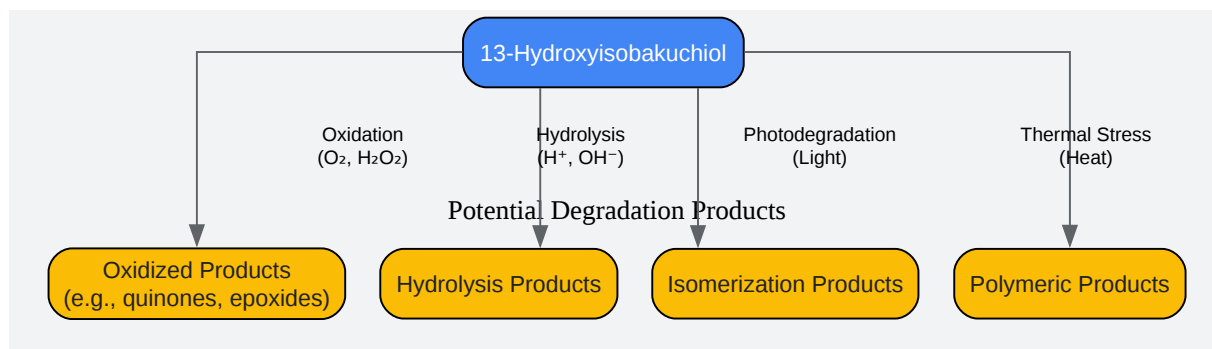 13-Hydroxyisobakuchiol
Oxidation
(O₂, H₂O₂)
Hydrolysis
(H⁺, OH⁻)
Photodegradation
(Light)
Thermal Stress
(Heat)
Potential Degradation Products
Oxidized Products
(e.g., quinones, epoxides)
Hydrolysis Products
Isomerization Products
Polymeric Products